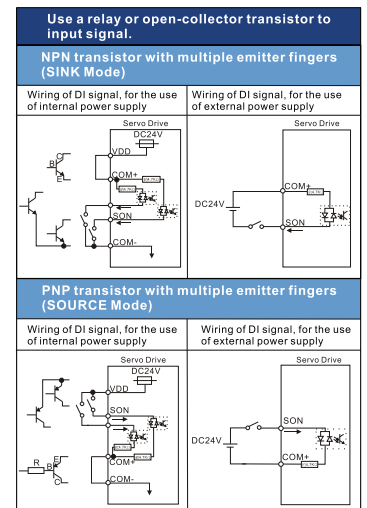 Use a relay or open-collector transistor to
input signal.
NPN transistor with multiple emitter fingers
(SINK Mode)
Wiring of DI signal, for the use
of internal power supply
Wiring of DI signal, for the use
of external power supply
Servo Drive
DC24V
VDD
C
B
E
COM+
SON
COM-
Servo Drive
COM+
DC24V
SON
PNP transistor with multiple emitter fingers
(SOURCE Mode)
Wiring of DI signal, for the use
of internal power supply
Wiring of DI signal, for the use
of external power supply
Servo Drive
DC24V
VDD
SON
COM+
R
B
E
C
COM-
Servo Drive
SON
DC24V
COM+